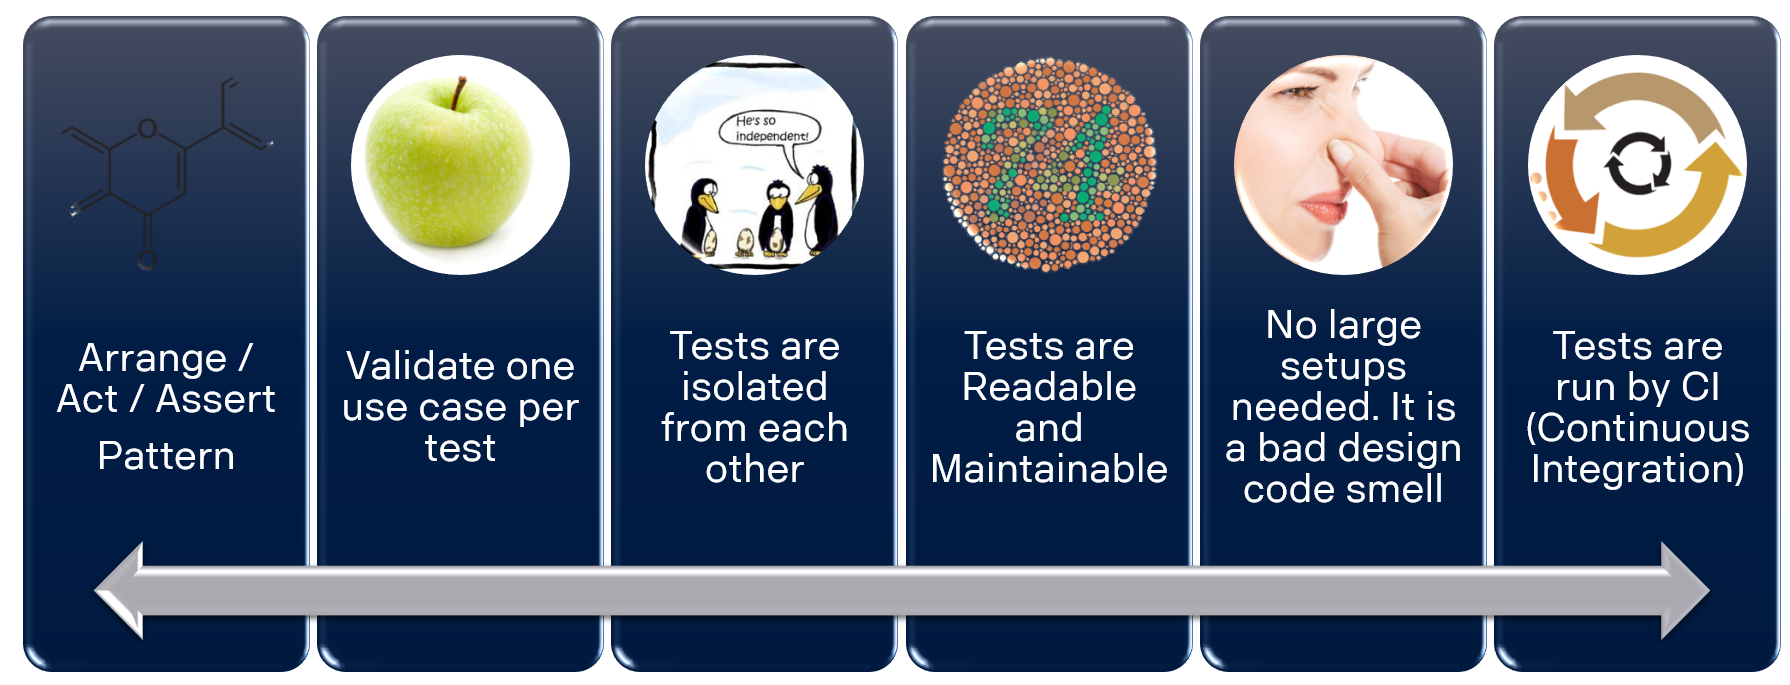 O
O
Arrange /
Act / Assert
Pattern
Validate one
use case per
test
He's so
independent!
Tests are
isolated
from each
other
74
Tests are
Readable
and
Maintainable
No large
setups
needed. It is
a bad design
code smell
Tests are
run by CI
(Continuous
Integration)